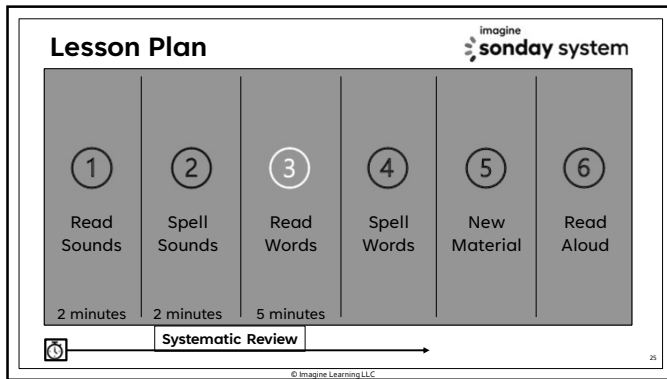 Lesson Plan
imagine
sonday system
1
Read
Sounds
2 minutes
2
Spell
Sounds
2 minutes
3
Read
Words
5 minutes
4
Spell
Words
5
New
Material
6
Read
Aloud
Systematic Review
25
© Imagine Learning LLC